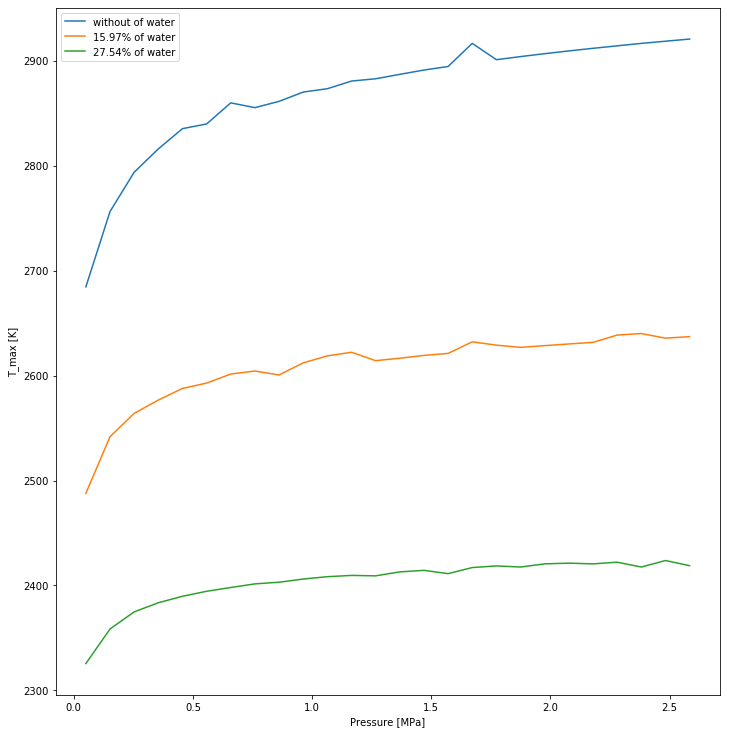 without of water
15.97% of water
27.54% of water
2900
2800
2700
2600
2500
2400
2300
T_max [K]
0.0 0.5 1.0 1.5 2.0 2.5
Pressure [MPa]